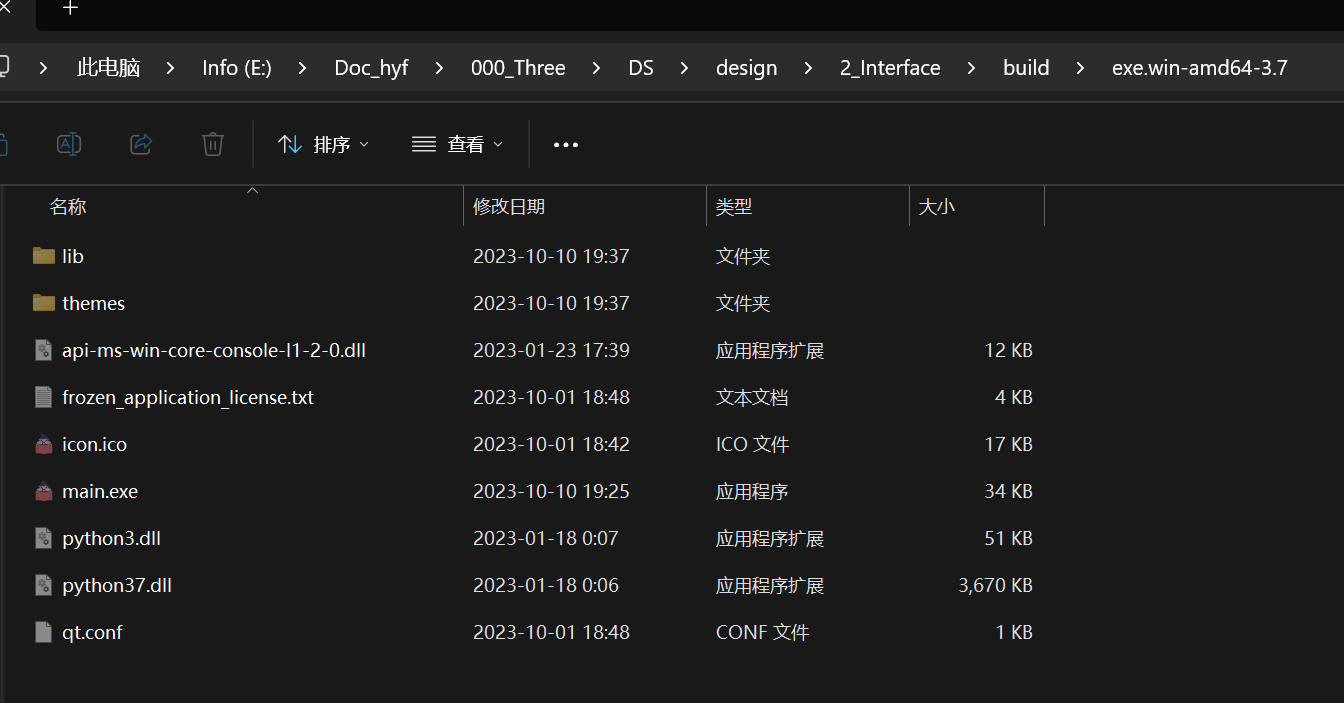 此电脑 Info (E:) Doc_hyf 000_Three DS design 2_Interface build exe.win-amd64-3.7
排序 查看
名称 修改日期 类型 大小
lib 2023-10-10 19:37 文件夹
themes 2023-10-10 19:37 文件夹
api-ms-win-core-console-l1-2-0.dll 2023-01-23 17:39 应用程序扩展 12 KB
frozen_application_license.txt 2023-10-01 18:48 文本文档 4 KB
icon.ico 2023-10-01 18:42 ICO 文件 17 KB
main.exe 2023-10-10 19:25 应用程序 34 KB
python3.dll 2023-01-18 0:07 应用程序扩展 51 KB
python37.dll 2023-01-18 0:06 应用程序扩展 3,670 KB
qt.conf 2023-10-01 18:48 CONF 文件 1 KB